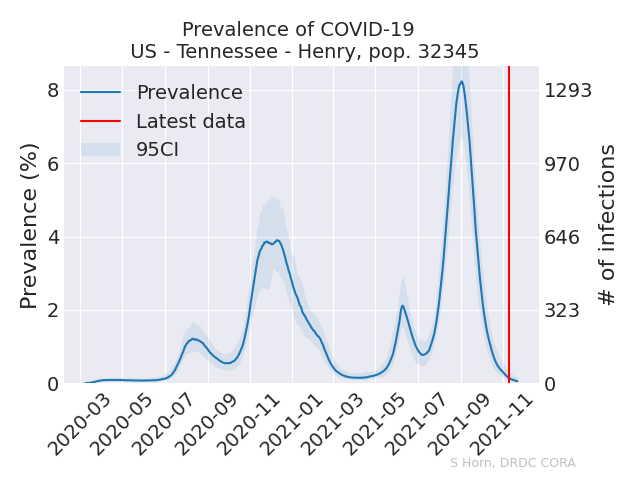 Prevalence of COVID-19
US - Tennessee - Henry, pop. 32345
Prevalence
Latest data
95CI
Prevalence (%)
8
6
4
2
0
1293
970
646
323
0
# of infections
2020-03
2020-05
2020-07
2020-09
2020-11
2021-01
2021-03
2021-05
2021-07
2021-09
2021-11
S Horn, DRDC CORA